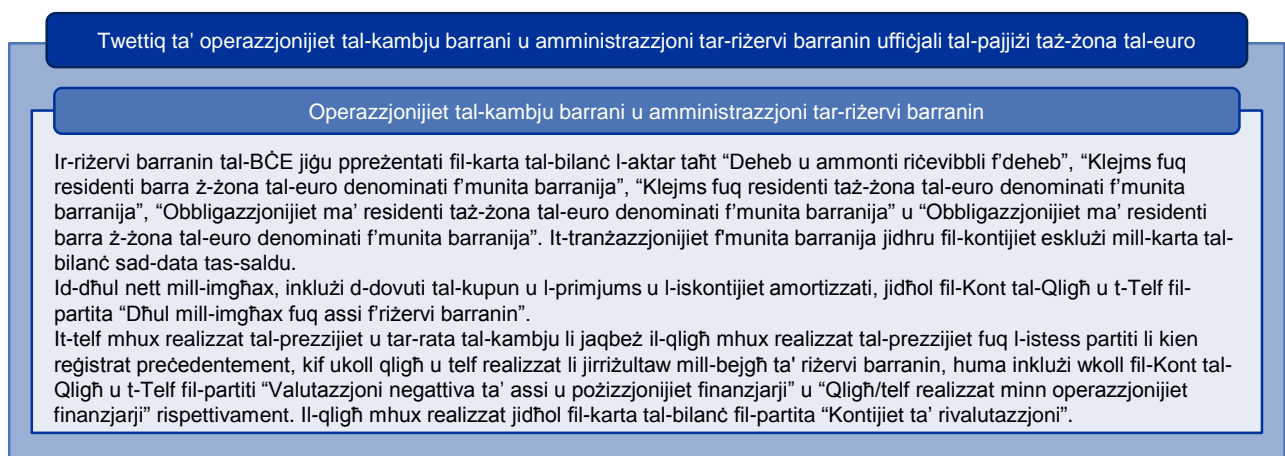 Twettiq ta' operazzjonijiet tal-kambju barrani u amministrazzjoni tar-riżervi barranin uffiċjali tal-pajjiżi taż-żona tal-euro
Operazzjonijiet tal-kambju barrani u amministrazzjoni tar-riżervi barranin
Ir-riżervi barranin tal-BĊE jiġu ppreżentati fil-karta tal-bilanċ l-aktar taħt “Deheb u ammonti riċevibbli f’deheb”, “Klejms fuq
residenti barra ż-żona tal-euro denominati f’munita barranija”, “Klejms fuq residenti taż-żona tal-euro denominati f’munita
barranija”, “Obbligazzjonijiet ma’ residenti taż-żona tal-euro denominati f’munita barranija” u “Obbligazzjonijiet ma’ residenti
barra ż-żona tal-euro denominati f’munita barranija”. It-tranżazzjonijiet f'munita barranija jidhru fil-kontijiet esklużi mill-karta tal-
bilanċ sad-data tas-saldu.
Id-dħul nett mill-imgħax, inklużi d-dovuti tal-kupun u l-primjums u l-iskontijiet amortizzati, jidħol fil-Kont tal-Qligħ u t-Telf fil-
partita “Dħul mill-imgħax fuq assi f’riżervi barranin”.
It-telf mhux realizzat tal-prezzijiet u tar-rata tal-kambju li jaqbeż il-qligħ mhux realizzat tal-prezzijiet fuq l-istess partiti li kien
reġistrat preċedentement, kif ukoll qligħ u telf realizzat li jirriżultaw mill-bejgħ ta' riżervi barranin, huma inklużi wkoll fil-Kont tal-
Qligħ u t-Telf fil-partiti “Valutazzjoni negattiva ta’ assi u pożizzjonijiet finanzjarji” u “Qligħ/telf realizzat minn operazzjonijiet
finanzjarji” rispettivament. Il-qligħ mhux realizzat jidħol fil-karta tal-bilanċ fil-partita “Kontijiet ta’ rivalutazzjoni”.